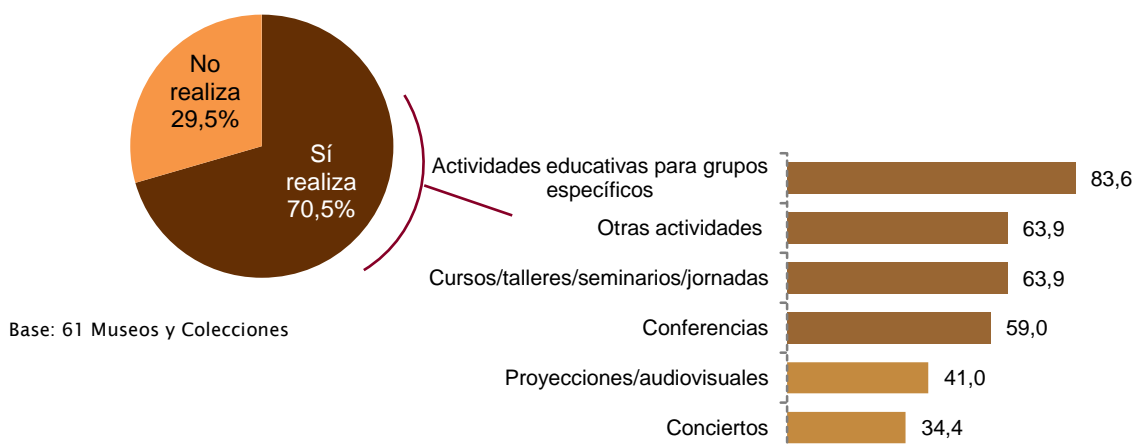 No
realiza
29,5%
Sí
realiza
70,5%
Base: 61 Museos y Colecciones
Actividades educativas para grupos
específicos
83,6
Otras actividades
63,9
Cursos/talleres/seminarios/jornadas
63,9
Conferencias
59,0
Proyecciones/audiovisuales
41,0
Conciertos
34,4